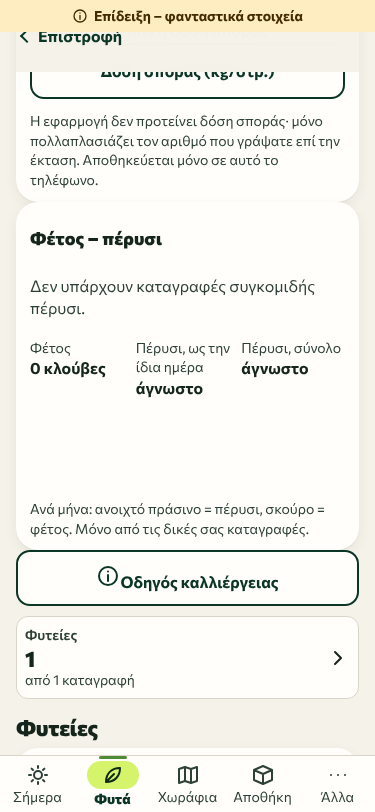 Επίδειξη – φανταστικά στοιχεία
Επιστροφή
Δόση σποράς (kg/στρ.)
Η εφαρμογή δεν προτείνει δόση σποράς· μόνο
πολλαπλασιάζει τον αριθμό που γράψατε επί την
έκταση. Αποθηκεύεται μόνο σε αυτό το
τηλέφωνο.
Φέτος – πέρυσι
Δεν υπάρχουν καταγραφές συγκομιδής
πέρυσι.
Φέτος
0 κλούβες
Πέρυσι, ως την
ίδια ημέρα
άγνωστο
Πέρυσι, σύνολο
άγνωστο
Ανά μήνα: ανοιχτό πράσινο = πέρυσι, σκούρο =
φέτος. Μόνο από τις δικές σας καταγραφές.
Οδηγός καλλιέργειας
Φυτείες
1
από 1 καταγραφή
Φυτείες
Σήμερα
Φυτά
Χωράφια
Αποθήκη
Άλλα